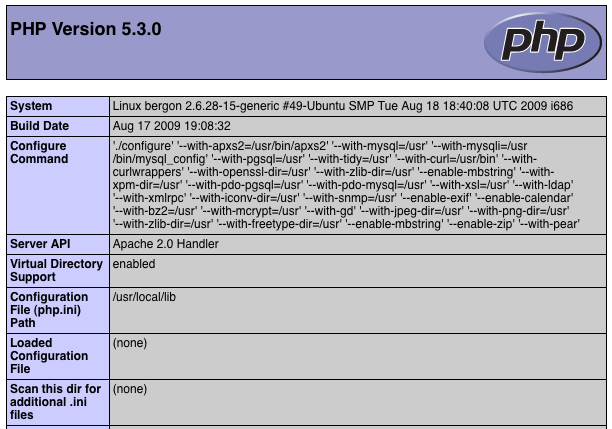 PHP Version 5.3.0
php
System
Linux bergon 2.6.28-15-generic #49-Ubuntu SMP Tue Aug 18 18:40:08 UTC 2009 i686
Build Date
Aug 17 2009 19:08:32
Configure
Command
'./configure' '--with-apxs2=/usr/bin/apxs2' '--with-mysql=/usr' '--with-mysqli=/usr
/bin/mysql_config' '--with-pgsql=/usr' '--with-tidy=/usr' '--with-curl=/usr/bin' '--with-
curlwrappers' '--with-openssl-dir=/usr' '--with-zlib-dir=/usr' '--enable-mbstring' '--with-
xpm-dir=/usr' '--with-pdo-pgsql=/usr' '--with-pdo-mysql=/usr' '--with-xsl=/usr' '--with-ldap'
'--with-xmlrpc' '--with-iconv-dir=/usr' '--with-snmp=/usr' '--enable-exif' '--enable-calendar'
'--with-bz2=/usr' '--with-mcrypt=/usr' '--with-gd' '--with-jpeg-dir=/usr' '--with-png-dir=/usr'
'--with-zlib-dir=/usr' '--with-freetype-dir=/usr' '--enable-mbstring' '--enable-zip' '--with-pear'
Server API
Apache 2.0 Handler
Virtual Directory
Support
enabled
Configuration
File (php.ini)
Path
/usr/local/lib
Loaded
Configuration
File
(none)
Scan this dir for
additional .ini
files
(none)